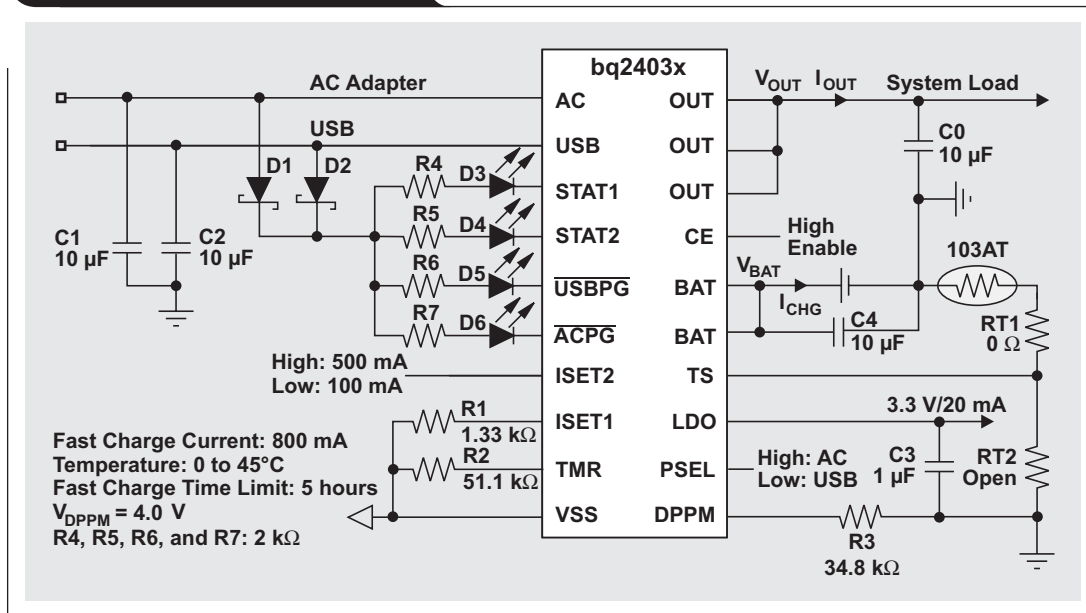 bq2403x
AC Adapter
AC
OUT
V_OUT
I_OUT
System Load
USB
USB
OUT
C0
10 µF
D1
D2
R4
D3
STAT1
OUT
R5
D4
STAT2
CE
High
Enable
C1
10 µF
C2
10 µF
R6
D5
USBPG
BAT
V_BAT
I_CHG
103AT
R7
D6
ACPG
BAT
C4
10 µF
RT1
0 Ω
High: 500 mA
Low: 100 mA
ISET2
TS
R1
1.33 kΩ
ISET1
LDO
3.3 V/20 mA
R2
51.1 kΩ
TMR
PSEL
High: AC
Low: USB
C3
1 µF
RT2
Open
VSS
DPPM
R3
34.8 kΩ
Fast Charge Current: 800 mA
Temperature: 0 to 45°C
Fast Charge Time Limit: 5 hours
V_DPPM = 4.0 V
R4, R5, R6, and R7: 2 kΩ